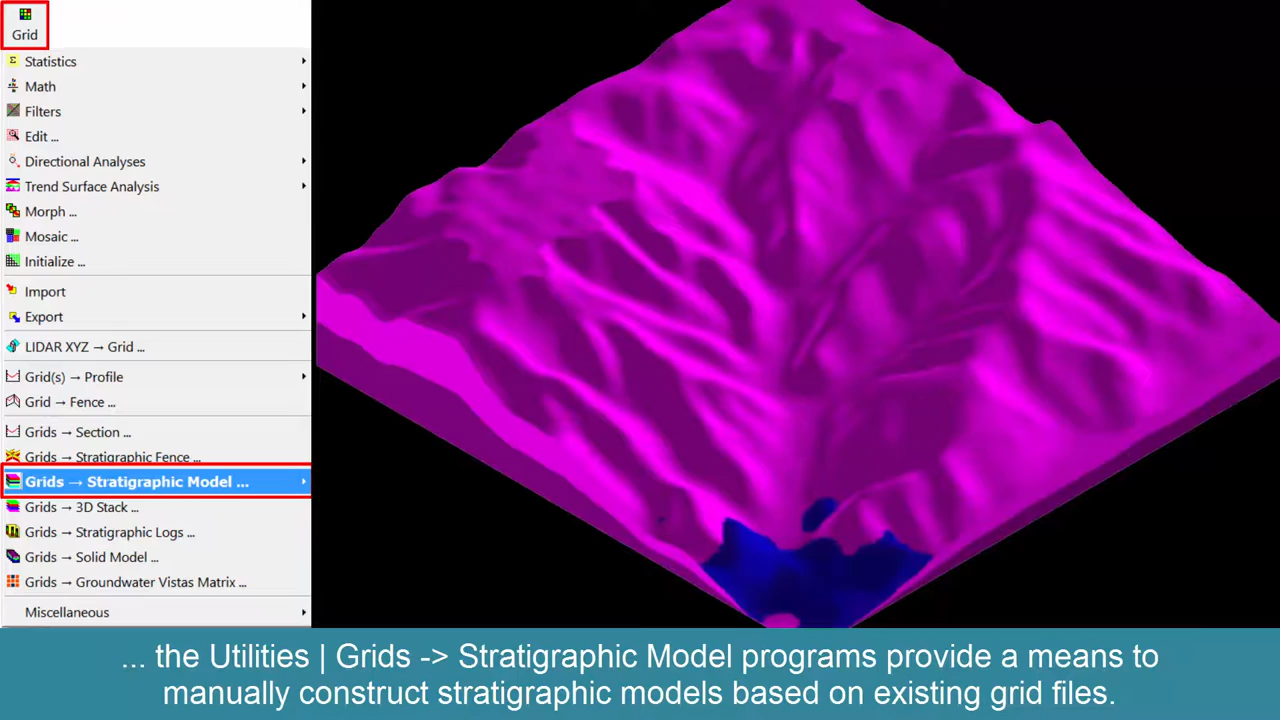 Grid
Statistics
Math
Filters
Edit ...
Directional Analyses
Trend Surface Analysis
Morph ...
Mosaic ...
Initialize ...
Import
Export
LIDAR XYZ → Grid ...
Grid(s) → Profile
Grid → Fence ...
Grids → Section ...
Grids → Stratigraphic Fence ...
Grids → Stratigraphic Model ...
Grids → 3D Stack ...
Grids → Stratigraphic Logs ...
Grids → Solid Model ...
Grids → Groundwater Vistas Matrix ...
Miscellaneous
... the Utilities | Grids -> Stratigraphic Model programs provide a means to
manually construct stratigraphic models based on existing grid files.